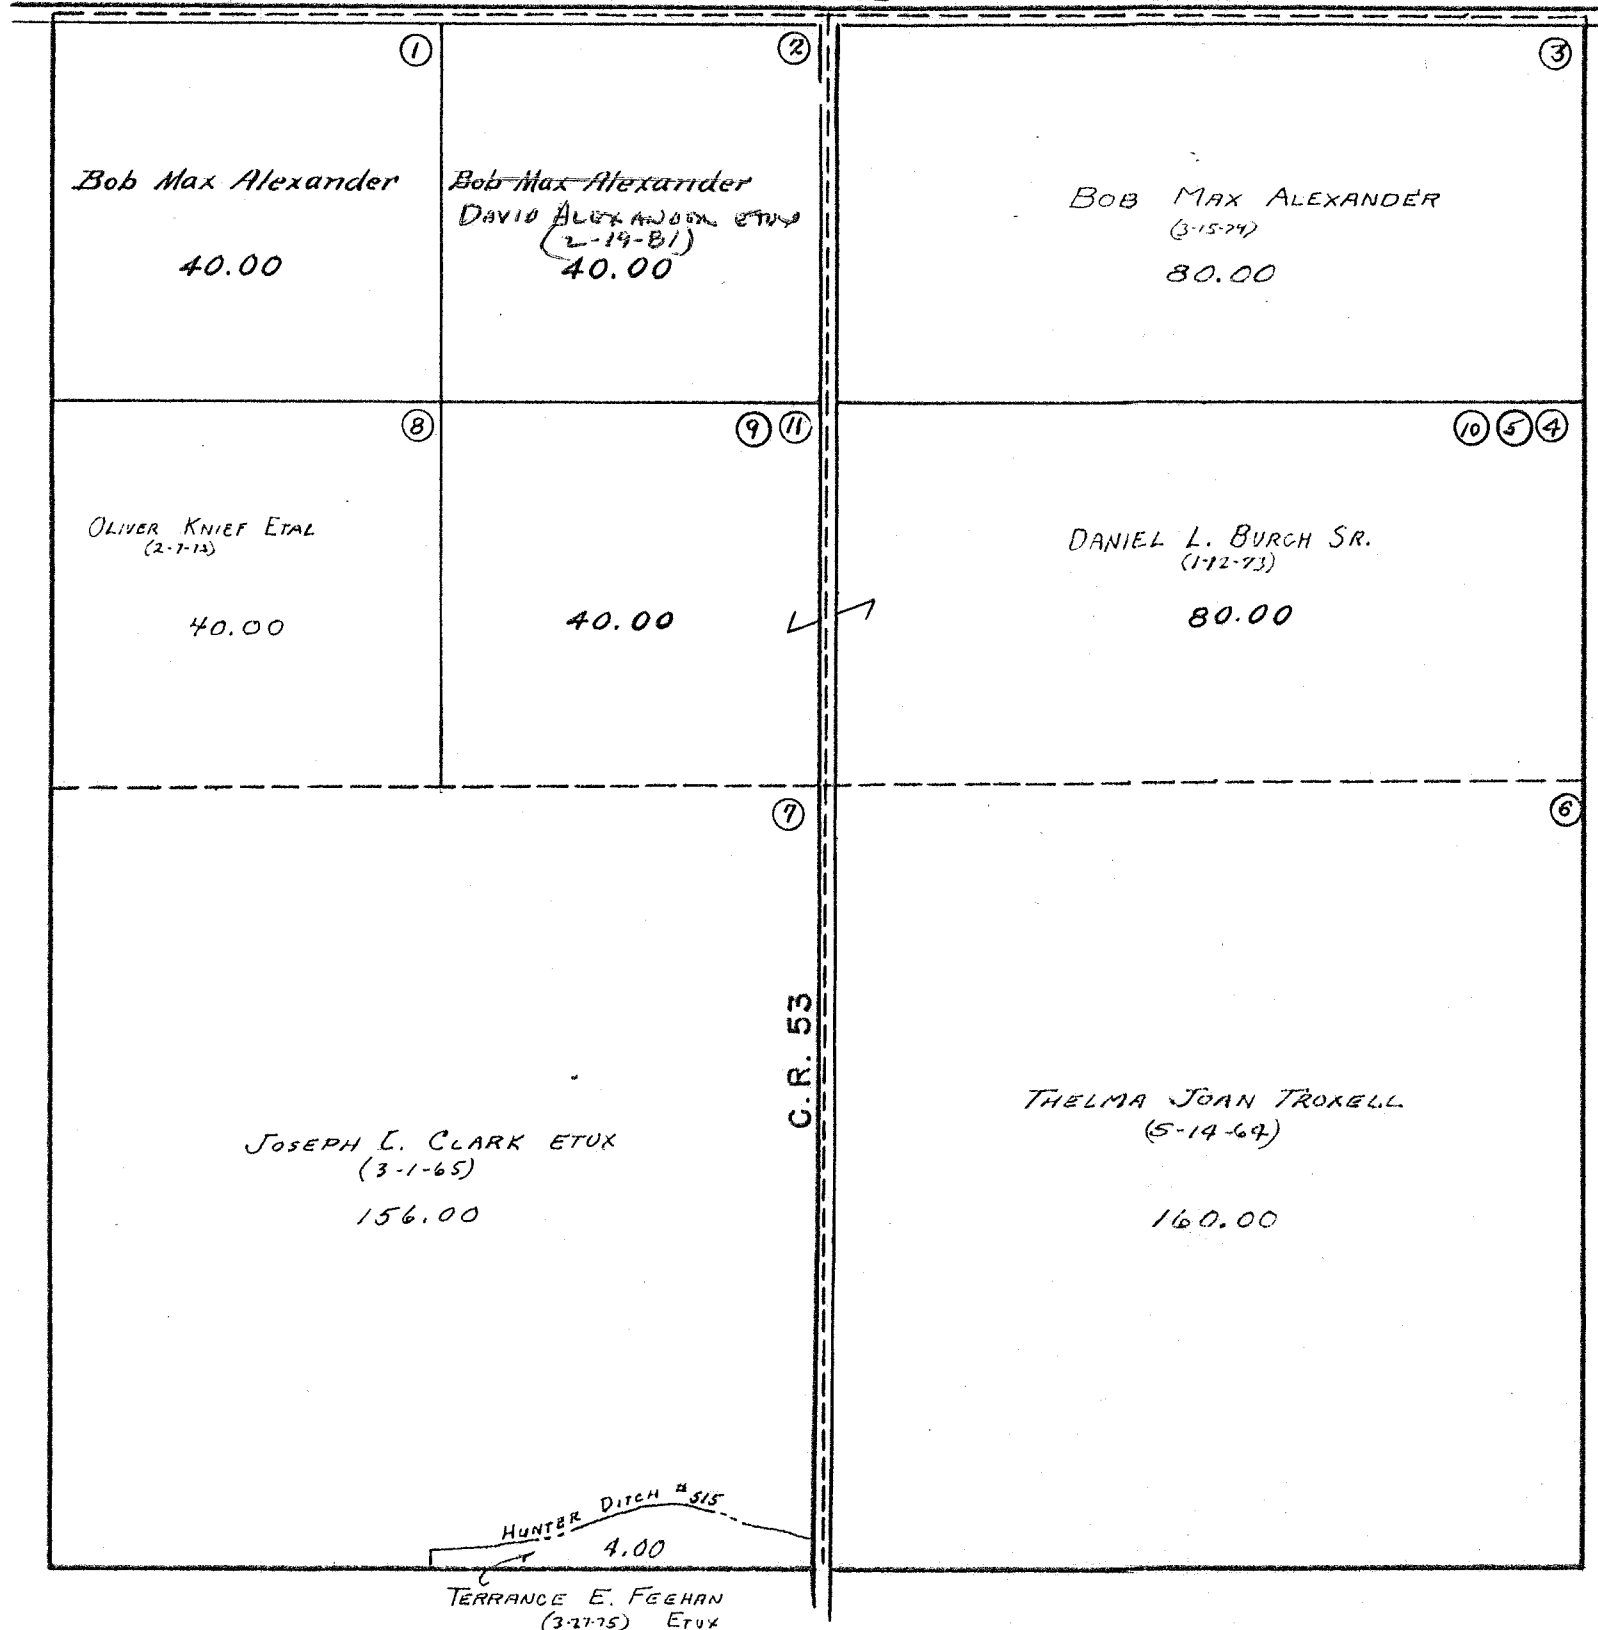 ①
Bob Max Alexander
40.00
②
Bob Max Alexander
DAVID ALEXANDER ETUX
(2-19-81)
40.00
③
BOB MAX ALEXANDER
(3-15-74)
80.00
⑧
OLIVER KNIEF ETAL
40.00
⑨ ⑪
40.00
⑩ ⑤ ④
DANIEL L. BURCH SR.
(1-12-73)
80.00
⑦
JOSEPH I. CLARK ETUX
(3-1-65)
156.00
C.R. 53
⑥
THELMA JOAN TROXELL
(5-14-64)
160.00
HUNTER DITCH #515
4.00
TERRANCE E. FEEHAN
(3-27-75) ETUX